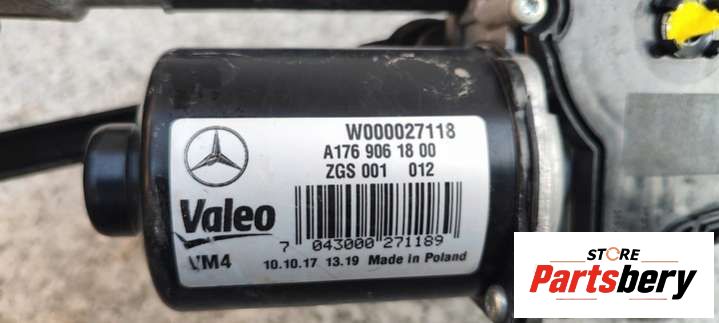 W000027118
A176 906 18 00
ZGS 001 012
Valeo
7 043000 271189
VM4
10.10.17 13.19 Made in Poland
STORE
Partsbery